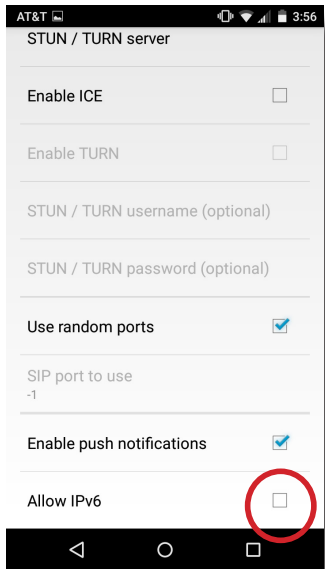 AT&T 3:56
STUN / TURN server
Enable ICE
Enable TURN
STUN / TURN username (optional)
STUN / TURN password (optional)
Use random ports
SIP port to use
-1
Enable push notifications
Allow IPv6